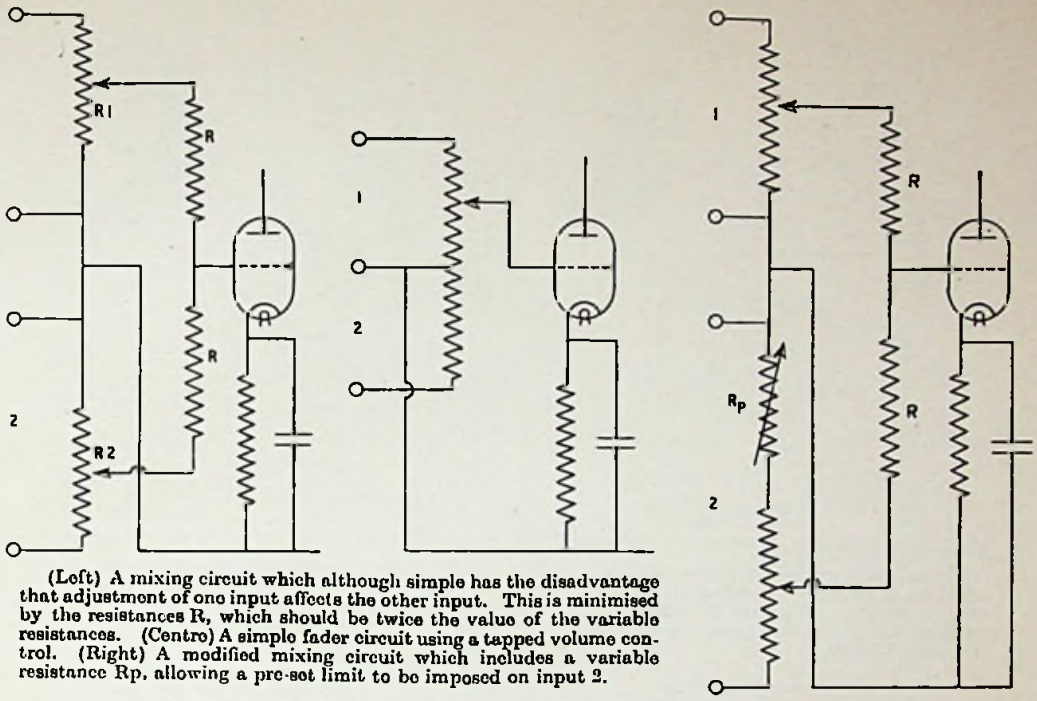 R1
R
R
R2
2
1
2
1
R
Rp
R
2
(Left) A mixing circuit which although simple has the disadvantage
that adjustment of one input affects the other input. This is minimised
by the resistances R, which should be twice the value of the variable
resistances. (Centre) A simple fader circuit using a tapped volume con-
trol. (Right) A modified mixing circuit which includes a variable
resistance Rp, allowing a pre-set limit to be imposed on input 2.